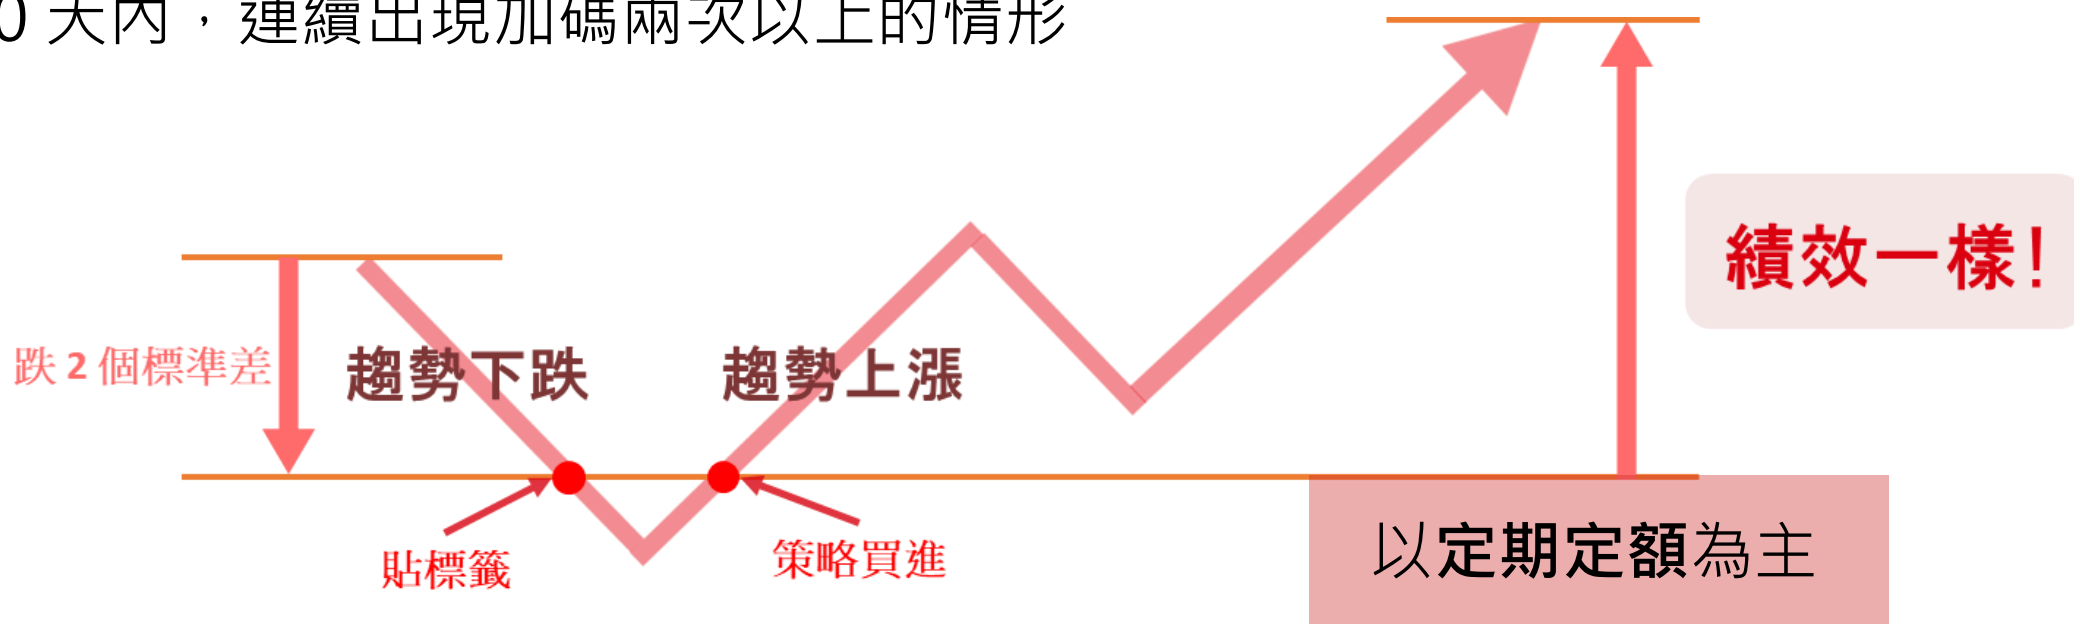 0 天內，連續出現加碼兩次以上的情形
績效一樣!
跌 2 個標準差
趨勢下跌
趨勢上漲
貼標籤
策略買進
以定期定額為主